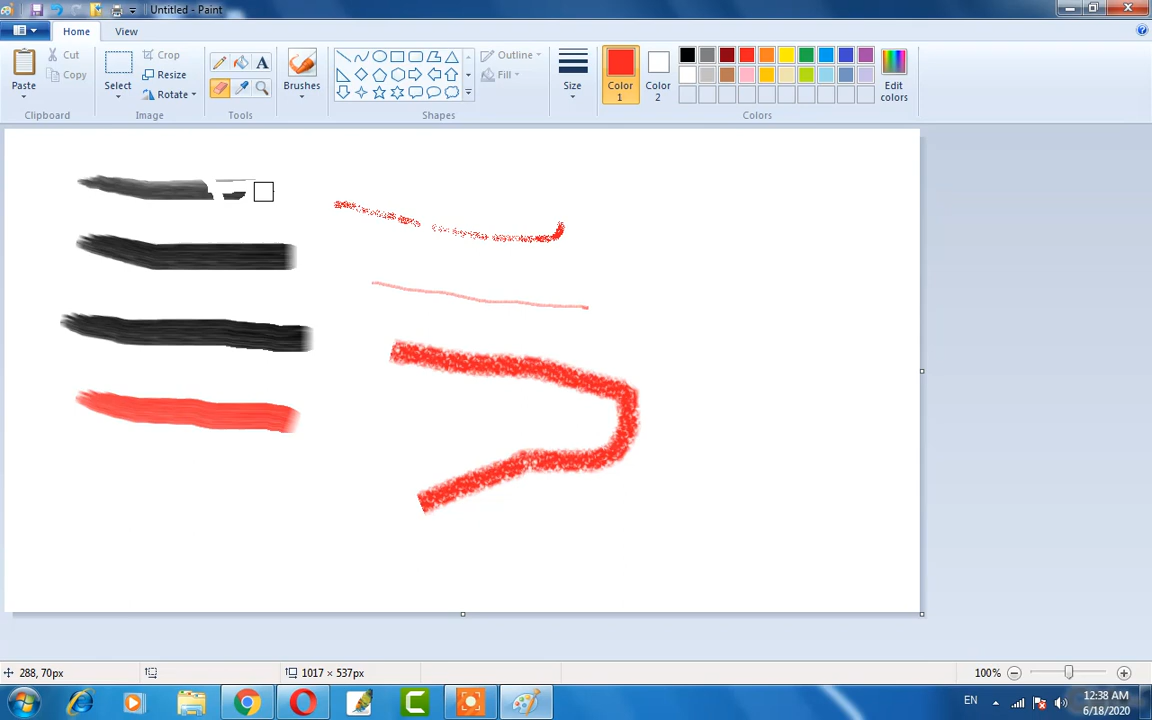 Untitled - Paint
Home
View
Paste
Cut
Copy
Clipboard
Select
Crop
Resize
Rotate
Image
A
Tools
Brushes
Outline
Fill
Shapes
Size
Color
1
Color
2
Edit
colors
Colors
288, 70px
1017 × 537px
100%
EN
12:38 AM
6/18/2020